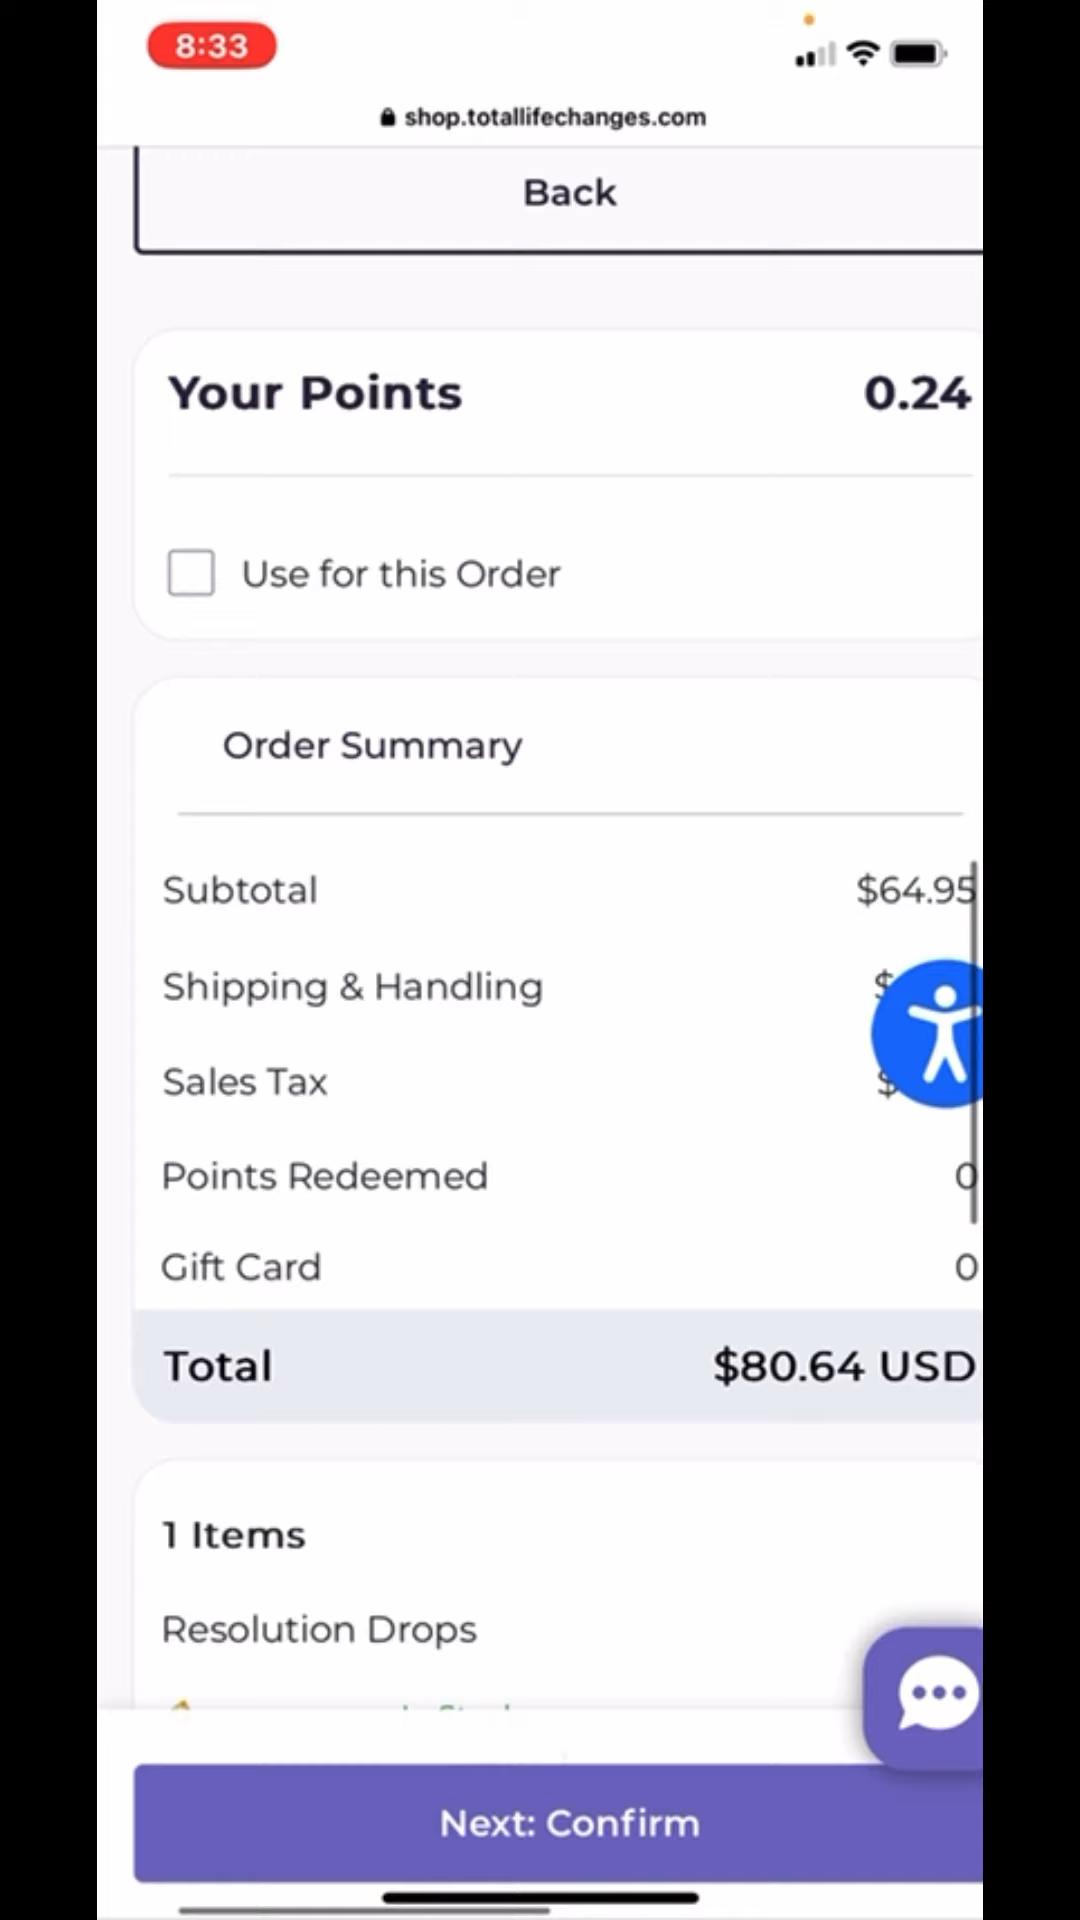 8:33
shop.totallifechanges.com
Back
Your Points 0.24
Use for this Order
Order Summary
Subtotal $64.95
Shipping & Handling $
Sales Tax $
Points Redeemed 0
Gift Card 0
Total $80.64 USD
1 Items
Resolution Drops
Next: Confirm